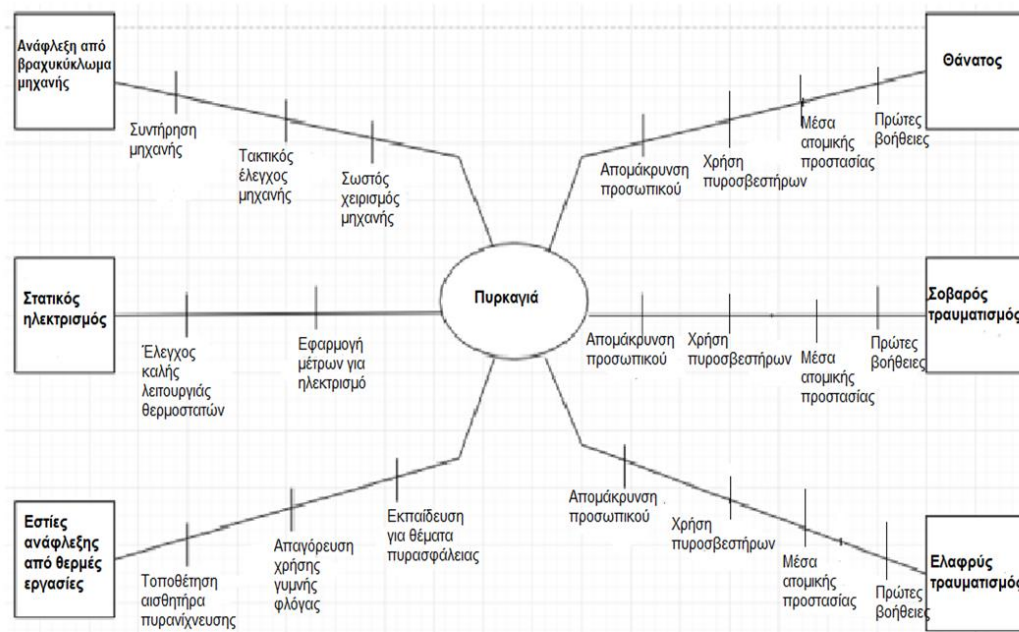 Ανάφλεξη από
βραχυκύκλωμα
μηχανής
Συντήρηση
μηχανής
Τακτικός
έλεγχος
μηχανής
Σωστός
χειρισμός
μηχανής
Απομάκρυνση
προσωπικού
Χρήση
πυροσβεστήρων
Μέσα
ατομικής
προστασίας
Πρώτες
βοήθειες
Θάνατος
Στατικός
ηλεκτρισμός
Έλεγχος
καλής
λειτουργιάς
θερμοστατών
Εφαρμογή
μέτρων για
ηλεκτρισμό
Πυρκαγιά
Απομάκρυνση
προσωπικού
Χρήση
πυροσβεστήρων
Μέσα
ατομικής
προστασίας
Πρώτες
βοήθειες
Σοβαρός
τραυματισμός
Εστίες
ανάφλεξης
από θερμές
εργασίες
Τοποθέτηση
αισθητήρα
πυρανίχνευσης
Απαγόρευση
χρήσης
γυμνής
φλόγας
Εκπαίδευση
για θέματα
πυρασφάλειας
Απομάκρυνση
προσωπικού
Χρήση
πυροσβεστήρων
Μέσα
ατομικής
προστασίας
Πρώτες
βοήθειες
Ελαφρύς
τραυματισμός